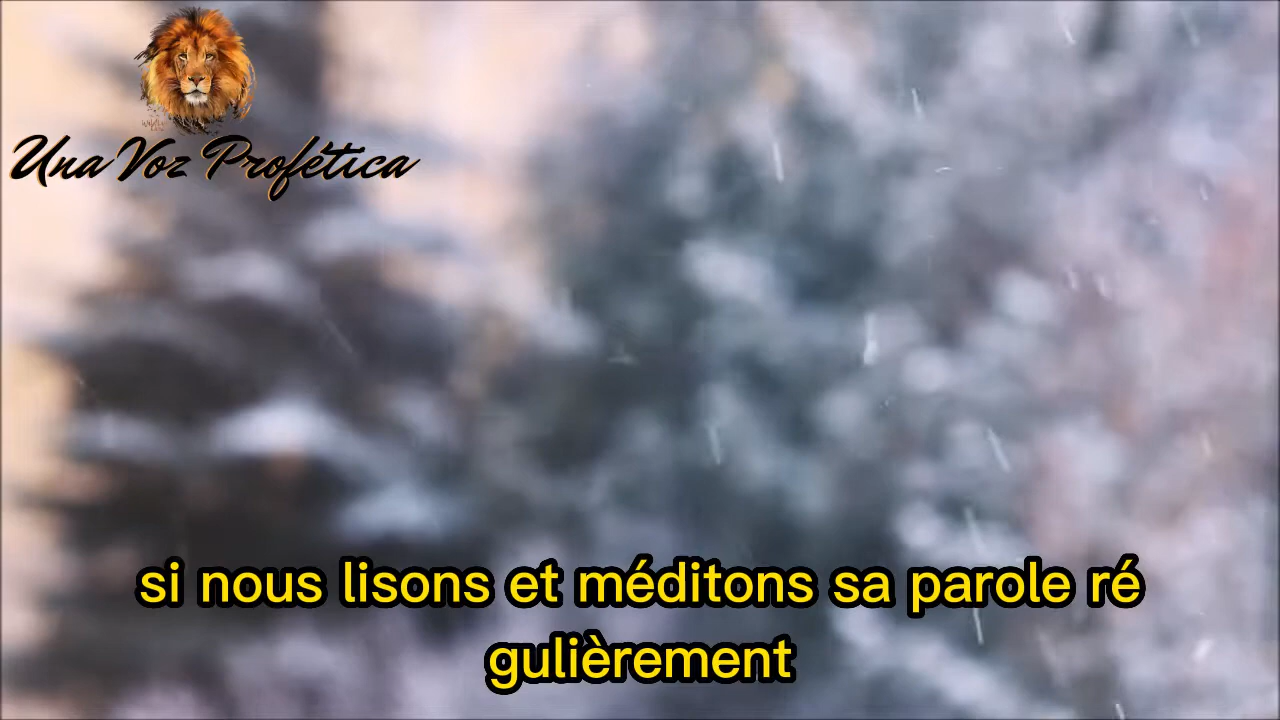 Una Voz Profética
si nous lisons et méditons sa parole ré
gulièrement